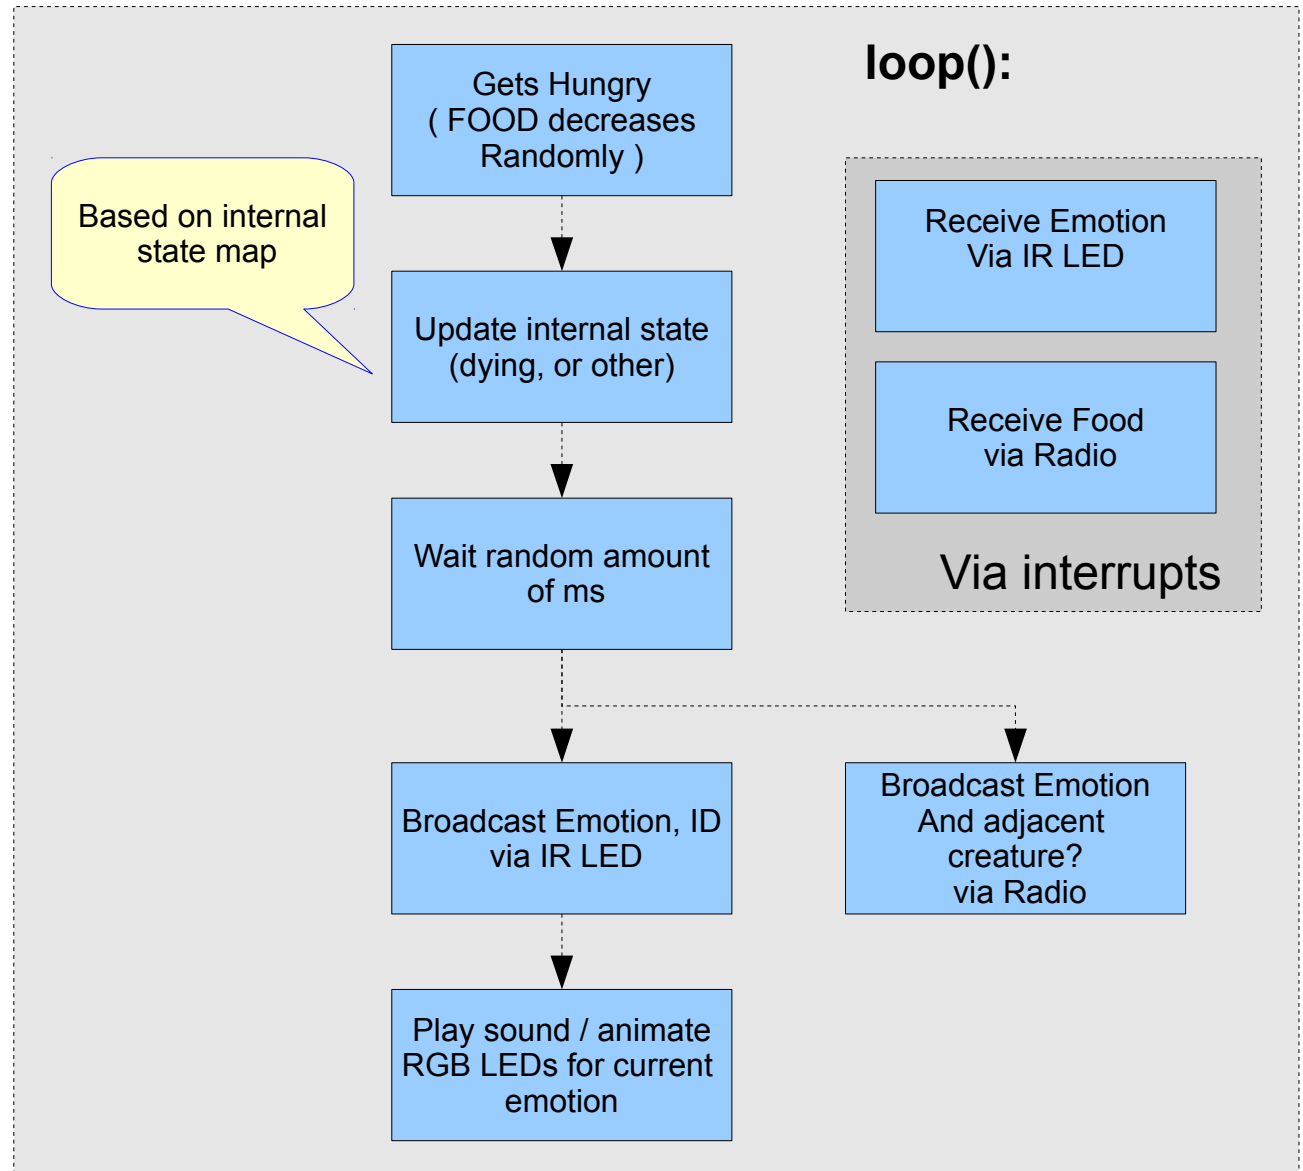 loop():
Gets Hungry
( FOOD decreases
Randomly )
Based on internal
state map
Update internal state
(dying, or other)
Wait random amount
of ms
Receive Emotion
Via IR LED
Receive Food
via Radio
Via interrupts
Broadcast Emotion, ID
via IR LED
Broadcast Emotion
And adjacent
creature?
via Radio
Play sound / animate
RGB LEDs for current
emotion